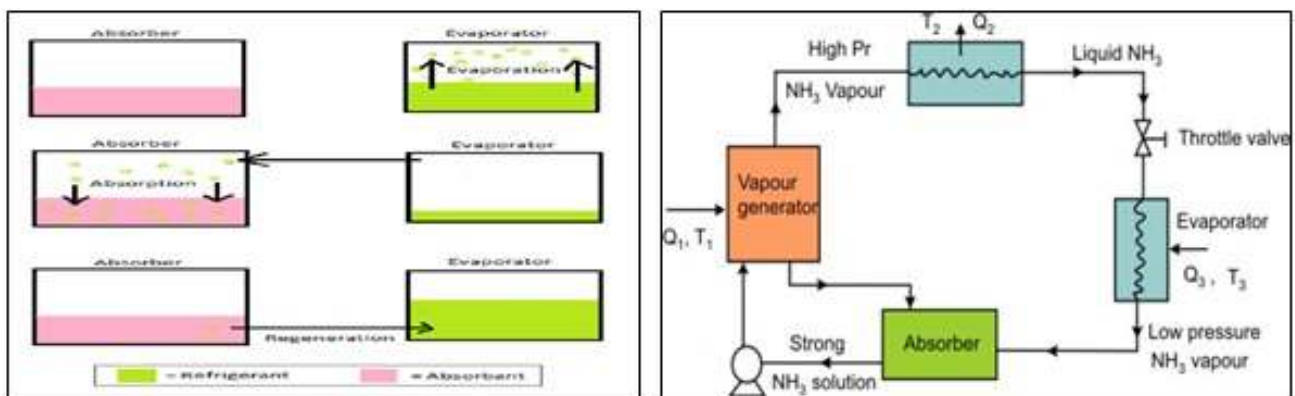 Absorber
Evaporator
Evaporation
Absorber
Evaporator
Absorption
Absorber
Evaporator
Regeneration
= Refrigerant
= Absorbant
T₂ Q₂
High Pr
NH₃ Vapour
Liquid NH₃
Throttle valve
Vapour
generator
Q₁, T₁
Evaporator
Q₃ , T₃
Absorber
Low pressure
NH₃ vapour
Strong
NH₃ solution